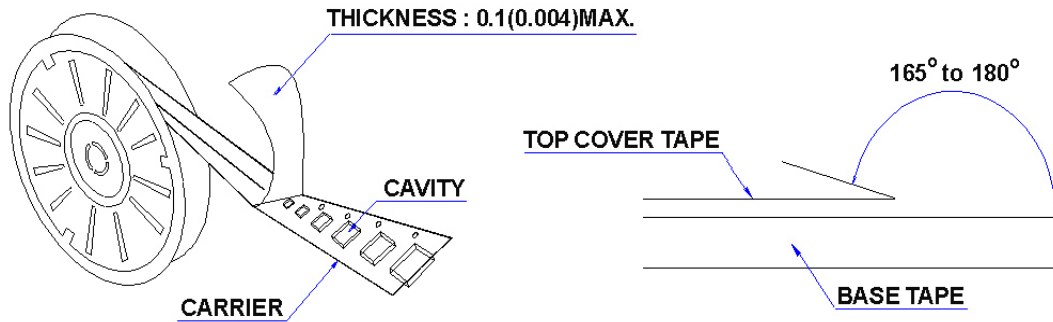 THICKNESS : 0.1(0.004)MAX.
CAVITY
CARRIER
165° to 180°
TOP COVER TAPE
BASE TAPE